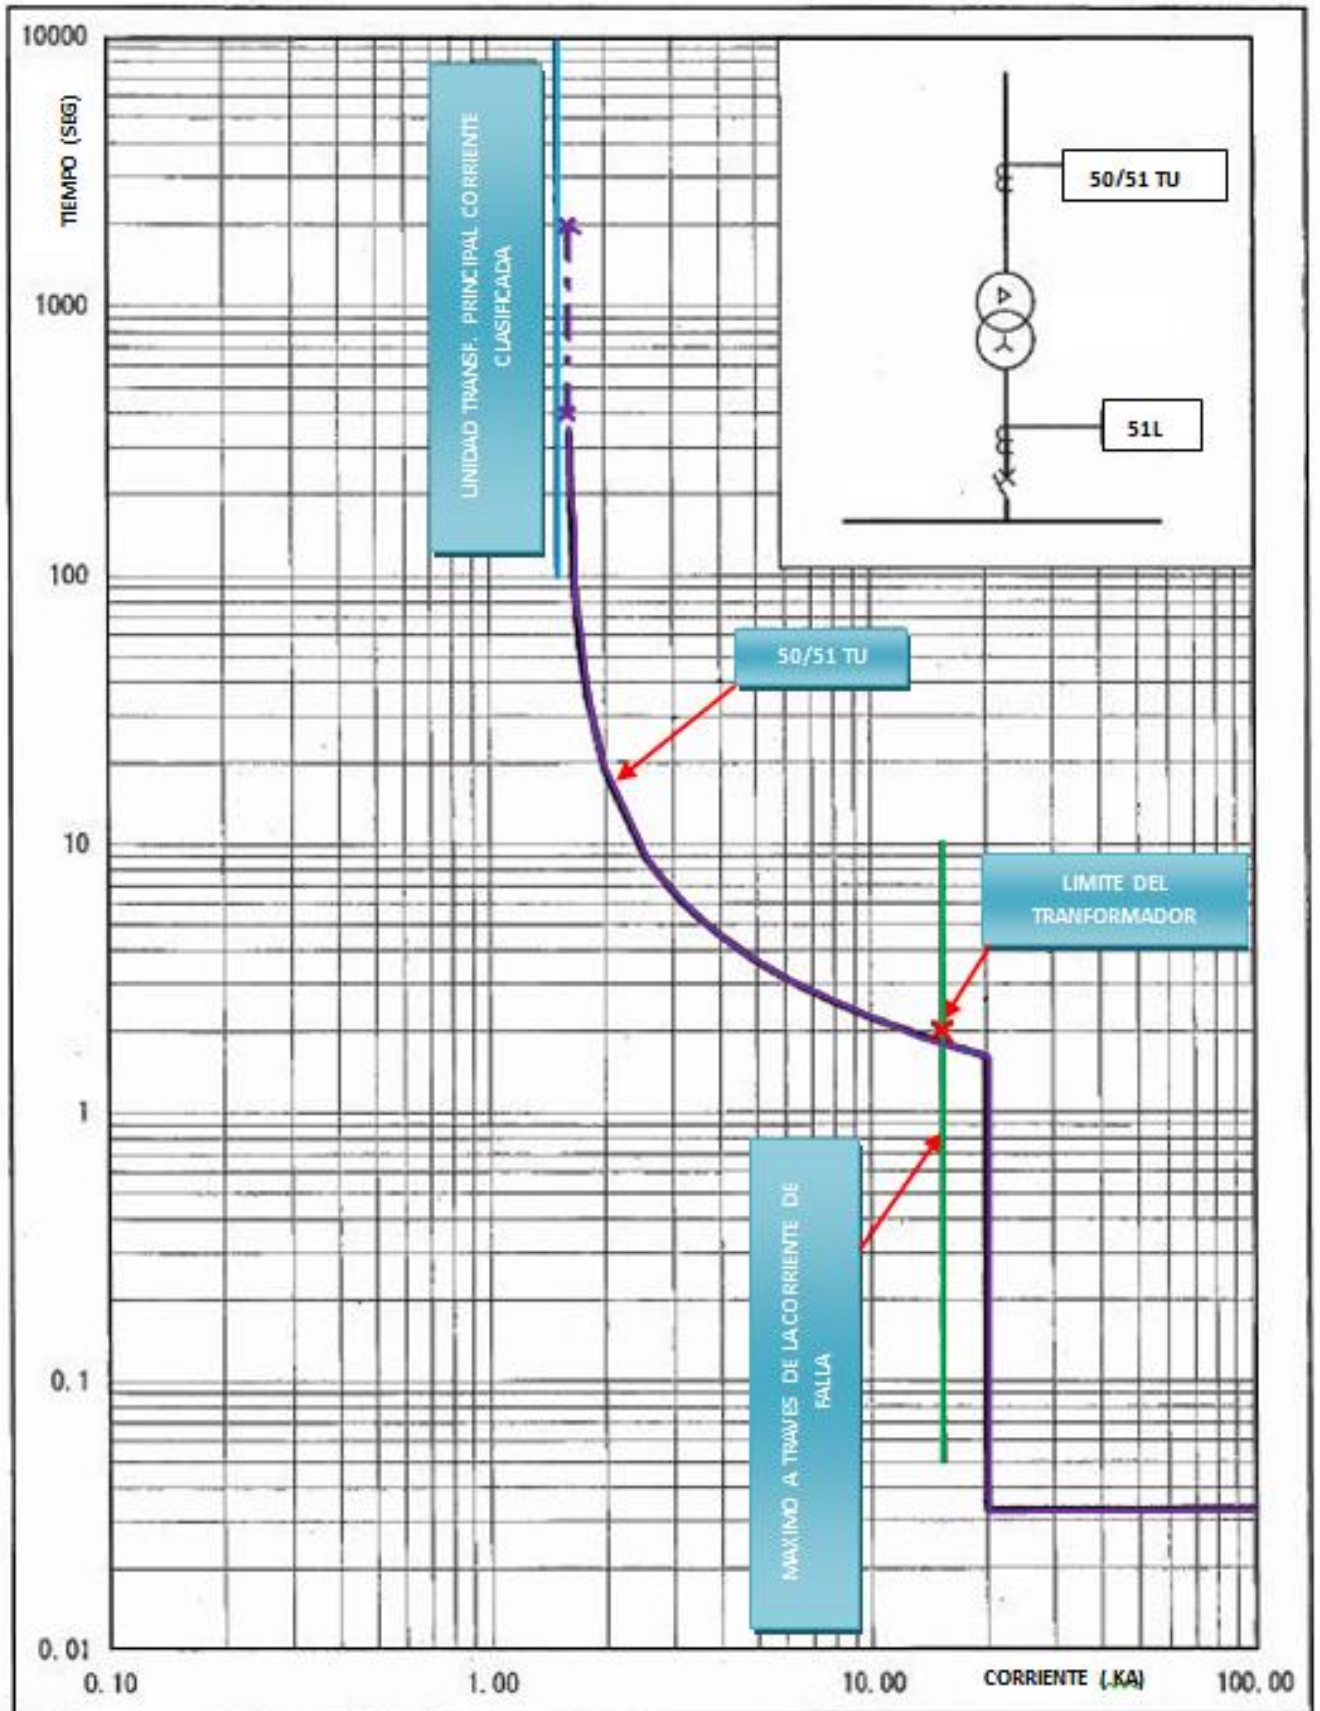 10000
TIEMPO (SEG)
1000
100
10
1
0.1
0.01
0.10
1.00
10.00
CORRIENTE (.KA)
100.00
UNIDAD TRANSF. PRINCIPAL CORRIENTE
CLASIFICADA
50/51 TU
51L
50/51 TU
LIMITE DEL
TRANFORMADOR
MAXIMO A TRAVES DE LA CORRIENTE DE
FALLA